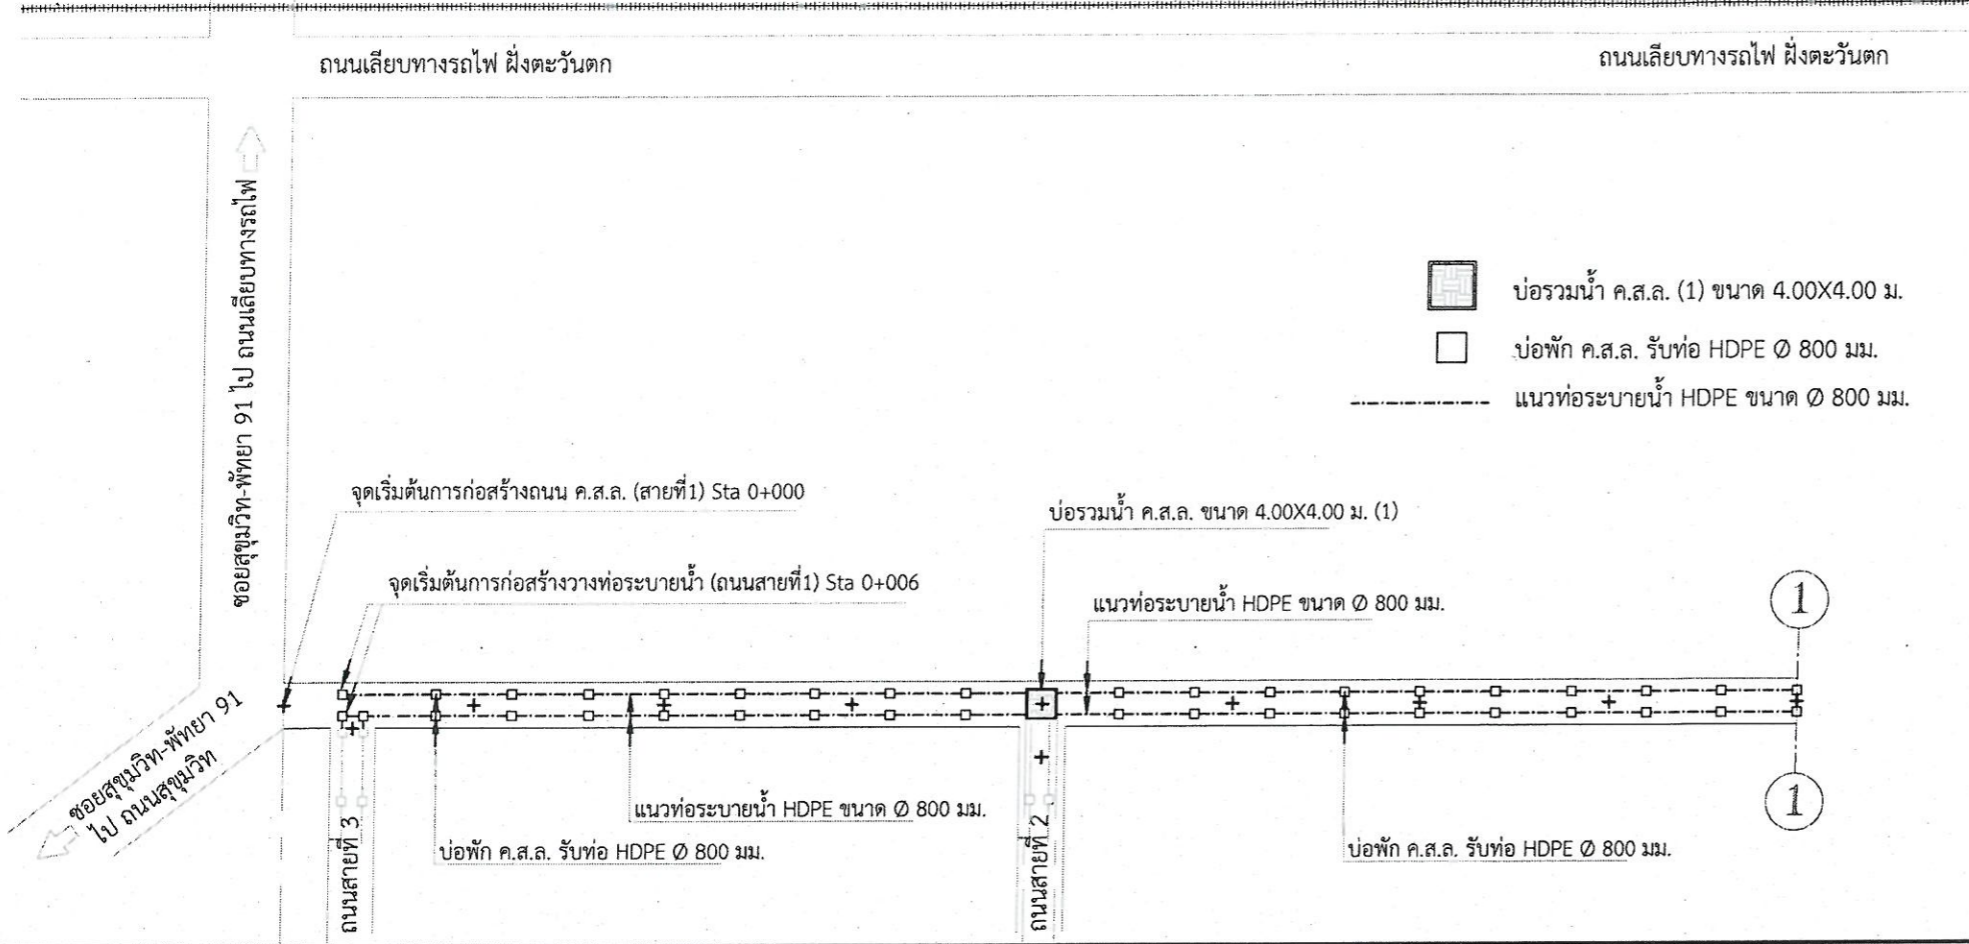 ถนนเลียบทางรถไฟ ฝั่งตะวันตก
ถนนเลียบทางรถไฟ ฝั่งตะวันตก
ซอยสุขุมวิท-พัทยา 91 ไป ถนนเลียบทางรถไฟ
บ่อรวมน้ำ ค.ส.ล. (1) ขนาด 4.00X4.00 ม.
บ่อพัก ค.ส.ล. รับท่อ HDPE Ø 800 มม.
แนวท่อระบายน้ำ HDPE ขนาด Ø 800 มม.
จุดเริ่มต้นการก่อสร้างถนน ค.ส.ล. (สายที่1) Sta 0+000
บ่อรวมน้ำ ค.ส.ล. ขนาด 4.00X4.00 ม. (1)
จุดเริ่มต้นการก่อสร้างวางท่อระบายน้ำ (ถนนสายที่1) Sta 0+006
แนวท่อระบายน้ำ HDPE ขนาด Ø 800 มม.
1
ซอยสุขุมวิท-พัทยา 91
ไป ถนนสุขุมวิท
แนวท่อระบายน้ำ HDPE ขนาด Ø 800 มม.
1
บ่อพัก ค.ส.ล. รับท่อ HDPE Ø 800 มม.
บ่อพัก ค.ส.ล. รับท่อ HDPE Ø 800 มม.
ถนนสายที่ 3
ถนนสายที่ 2